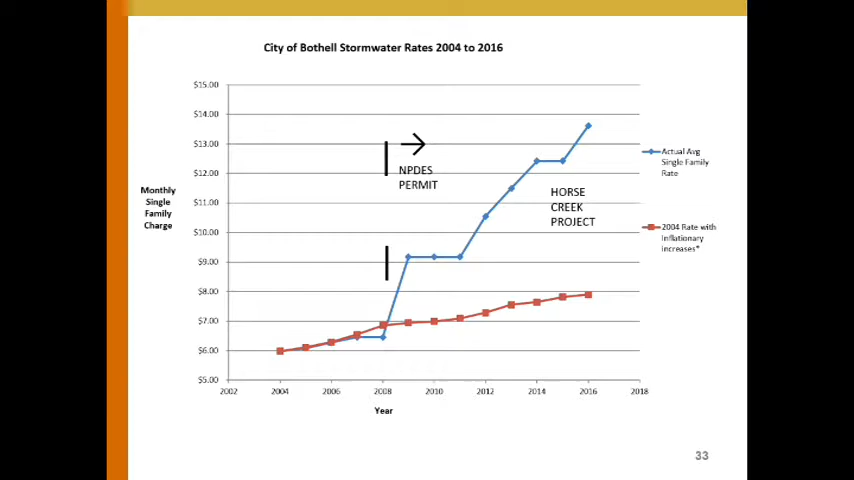 City of Bothell Stormwater Rates 2004 to 2016
$15.00
$14.00
$13.00
$12.00
$11.00
$10.00
$9.00
$8.00
$7.00
$6.00
$5.00
Monthly
Single
Family
Charge
NPDES
PERMIT
HORSE
CREEK
PROJECT
Actual Avg
Single Family
Rate
2004 Rate with
Inflationary
increases*
2002 2004 2006 2008 2010 2012 2014 2016 2018
Year
33